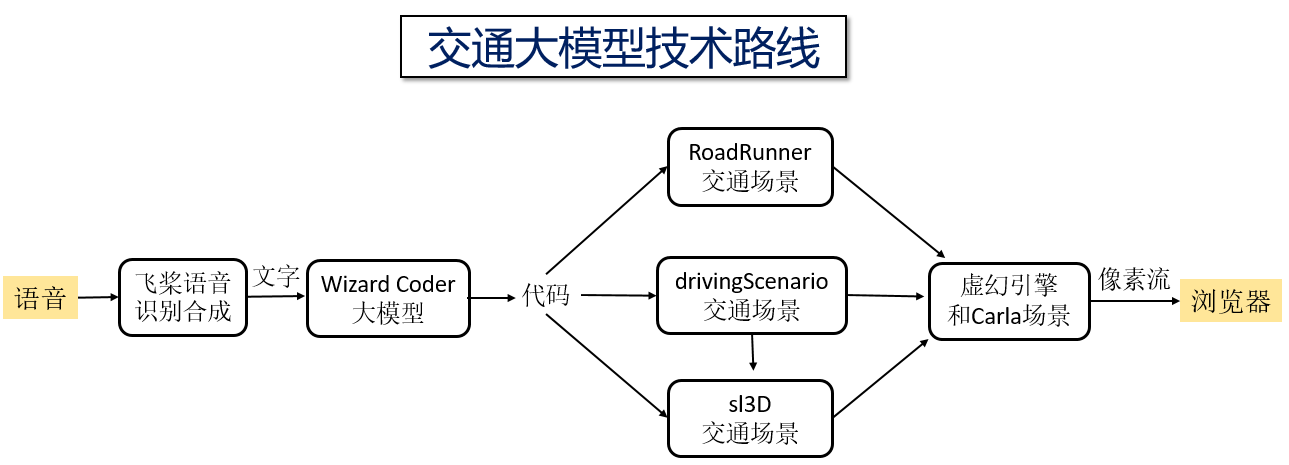 交通大模型技术路线
语音
飞桨语音
识别合成
文字
Wizard Coder
大模型
代码
RoadRunner
交通场景
drivingScenario
交通场景
sl3D
交通场景
虚幻引擎
和Carla场景
像素流
浏览器